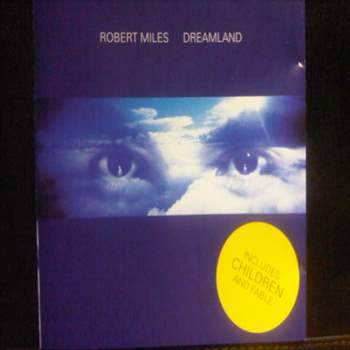 ROBERT MILES DREAMLAND
INCLUDES
CHILDREN
AND FABLE